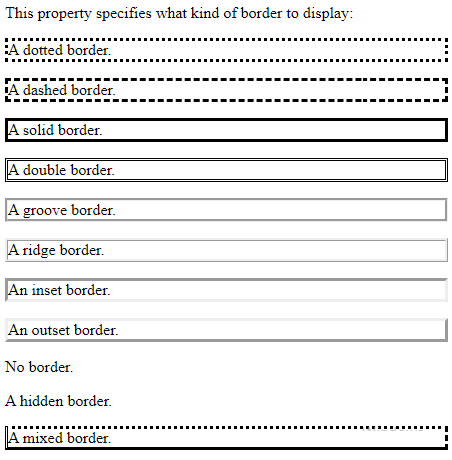 This property specifies what kind of border to display:
A dotted border.
A dashed border.
A solid border.
A double border.
A groove border.
A ridge border.
An inset border.
An outset border.
No border.
A hidden border.
A mixed border.